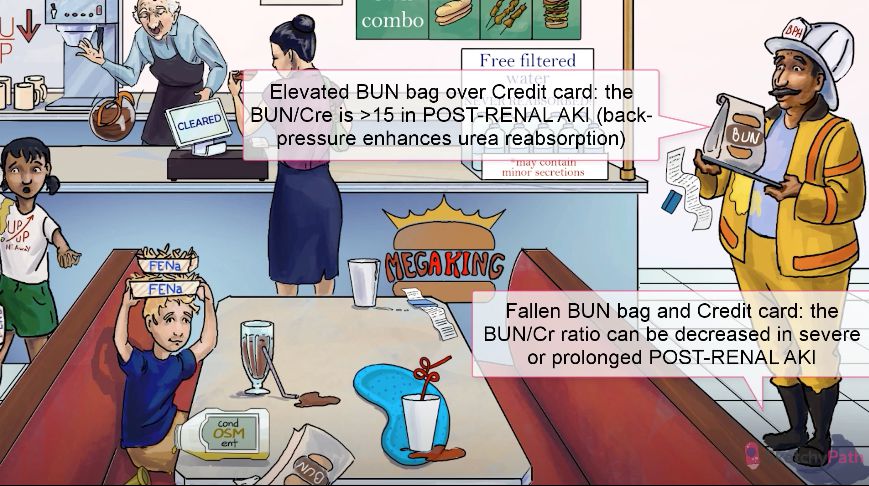 own
combo
U
P
Free filtered
water
Elevated BUN bag over Credit card: the
BUN/Cre is >15 in POST-RENAL AKI (back-
pressure enhances urea reabsorption)
*may contain
minor secretions
BPH
BUN
CLEARED
UP
UP
FENa
FENa
MEGAKING
Fallen BUN bag and Credit card: the
BUN/Cr ratio can be decreased in severe
or prolonged POST-RENAL AKI
cond
OSM
ent
BUN
SketchyPath